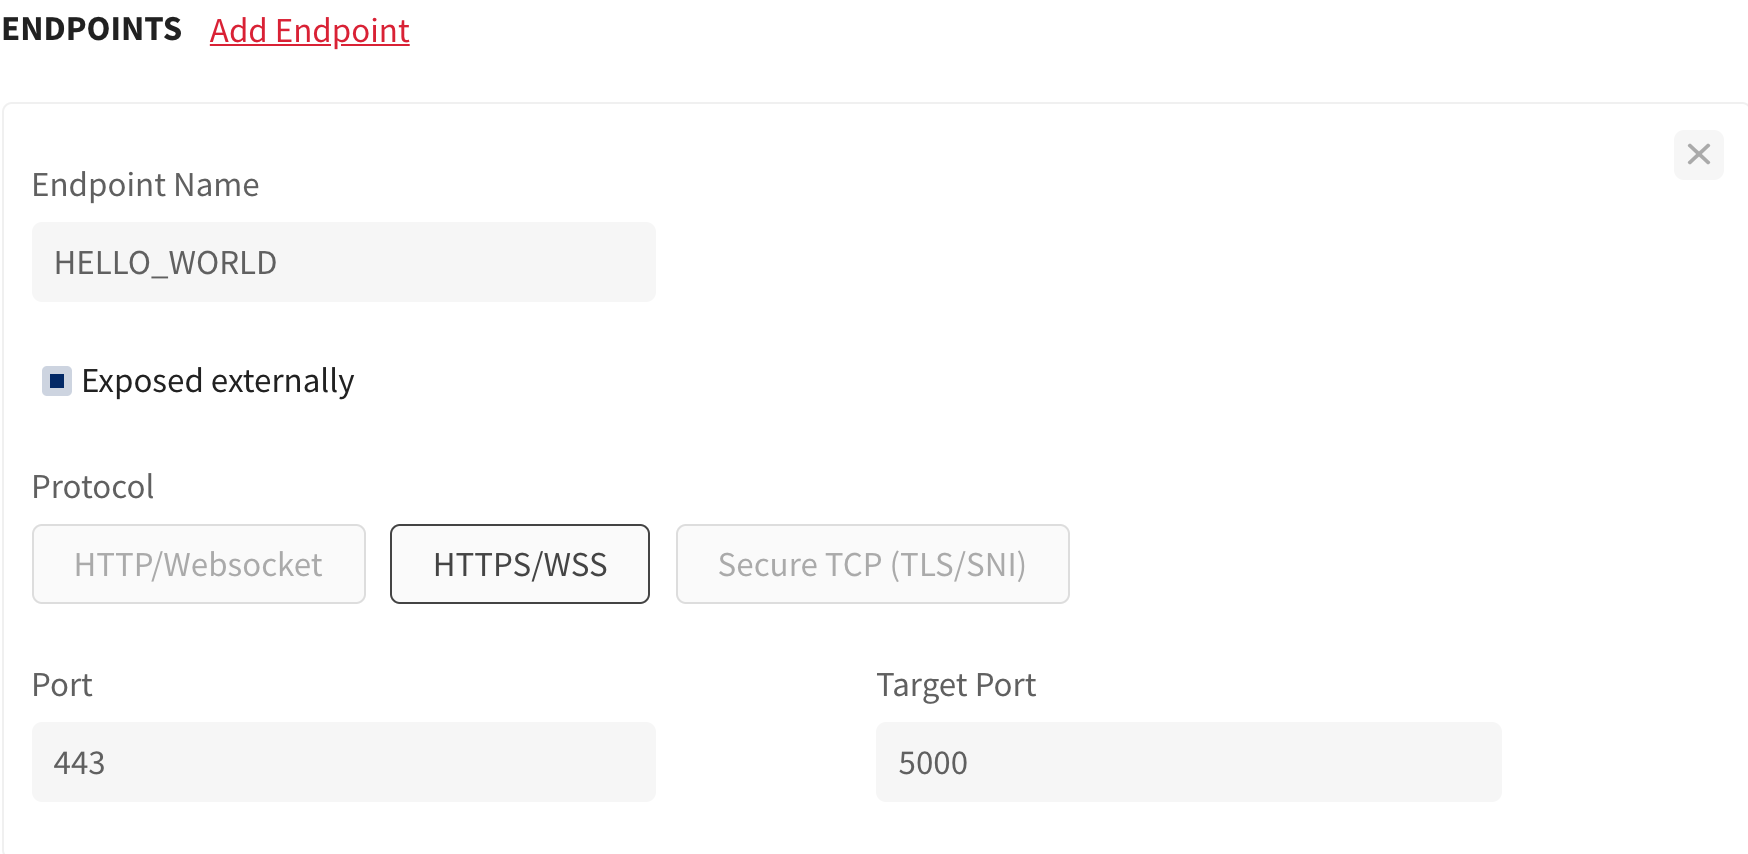 ENDPOINTS Add Endpoint
Endpoint Name
HELLO_WORLD
Exposed externally
Protocol
HTTP/Websocket HTTPS/WSS Secure TCP (TLS/SNI)
Port Target Port
443 5000